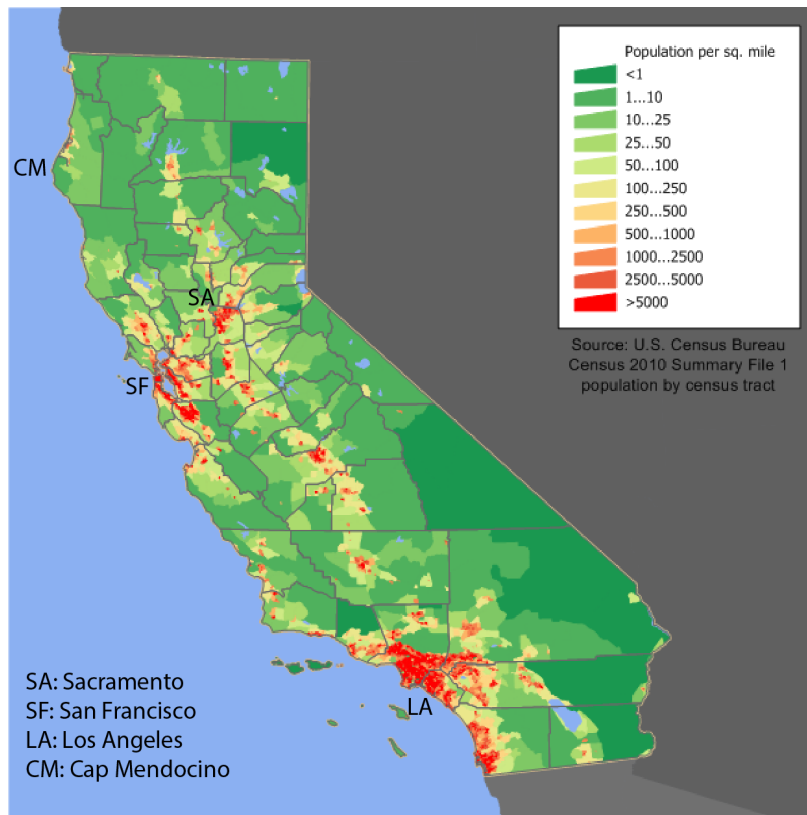 Population per sq. mile
<1
1...10
10...25
25...50
50...100
100...250
250...500
500...1000
1000...2500
2500...5000
>5000
Source: U.S. Census Bureau
Census 2010 Summary File 1
population by census tract
CM
SA
SF
LA
SA: Sacramento
SF: San Francisco
LA: Los Angeles
CM: Cap Mendocino